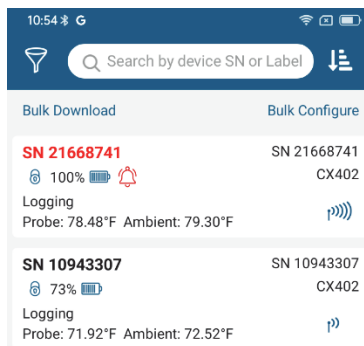 10:54 G
Search by device SN or Label
Bulk Download Bulk Configure
SN 21668741 SN 21668741
100% CX402
Logging
Probe: 78.48°F Ambient: 79.30°F
SN 10943307 SN 10943307
73% CX402
Logging
Probe: 71.92°F Ambient: 72.52°F